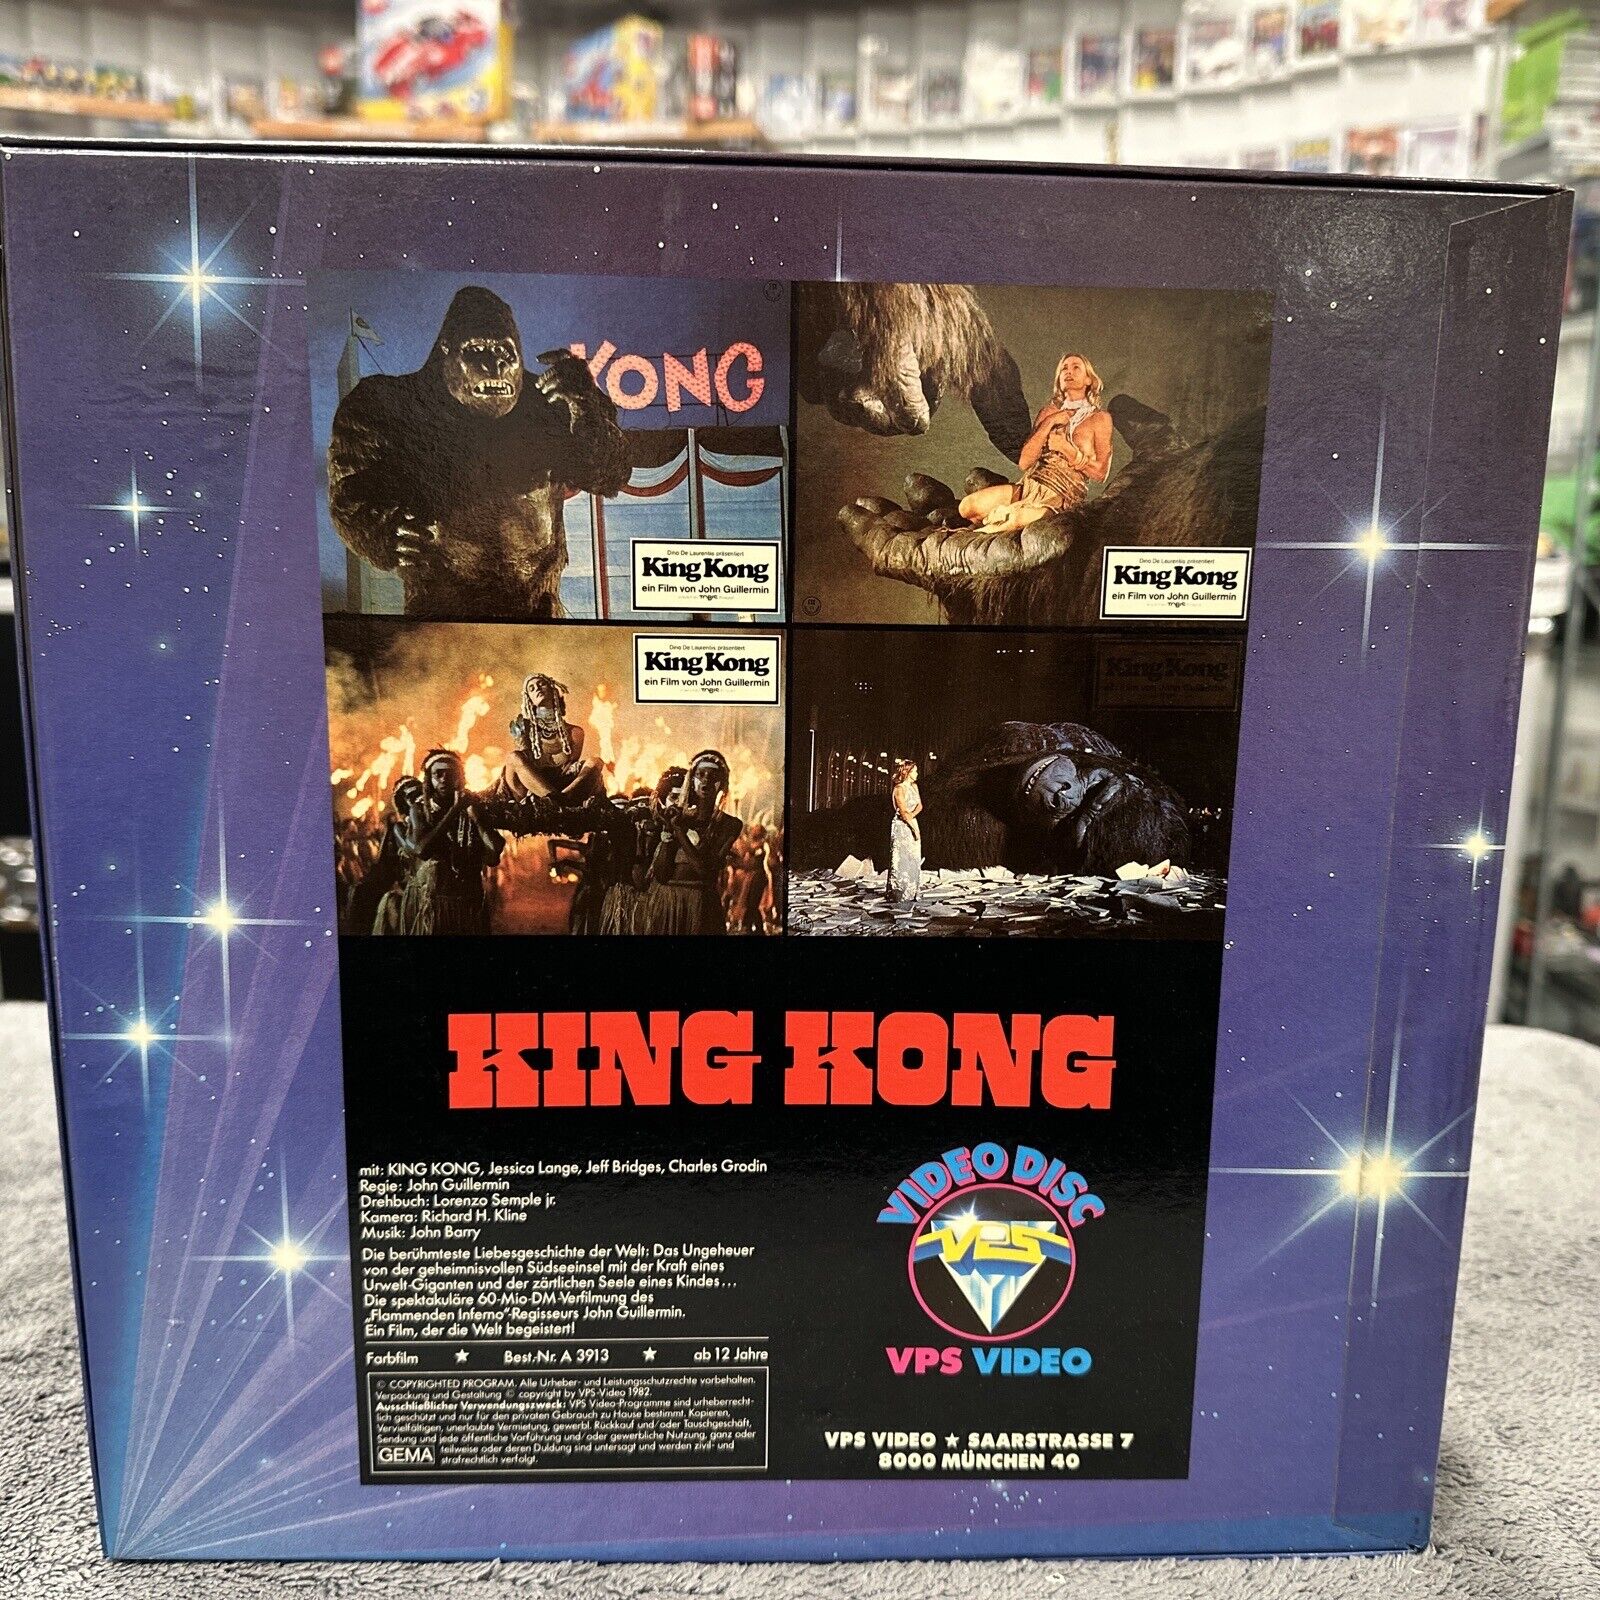 KONG
Dino De Laurentiis präsentiert
King Kong
ein Film von John Guillermin
Dino De Laurentiis präsentiert
King Kong
ein Film von John Guillermin
Dino De Laurentiis präsentiert
King Kong
ein Film von John Guillermin
King Kong
KING KONG
mit: KING KONG, Jessica Lange, Jeff Bridges, Charles Grodin
Regie: John Guillermin
Drehbuch: Lorenzo Semple jr.
Kamera: Richard H. Kline
Musik: John Barry
Die berühmteste Liebesgeschichte der Welt: Das Ungeheuer
von der geheimnisvollen Südseeinsel mit der Kraft eines
Urwelt-Giganten und der zärtlichen Seele eines Kindes...
Die spektakuläre 60-Mio-DM-Verfilmung des
„Flammenden Inferno"-Regisseurs John Guillermin.
Ein Film, der die Welt begeistert!
Farbfilm ★ Best.-Nr. A 3913 ★ ab 12 Jahre
© COPYRIGHTED PROGRAM. Alle Urheber- und Leistungsschutzrechte vorbehalten.
Verpackung und Gestaltung © copyright by VPS-Video 1982.
Ausschließlicher Verwendungszweck: VPS Video-Programme sind urheberrecht-
lich geschützt und nur für den privaten Gebrauch zu Hause bestimmt. Kopieren,
Vervielfältigen, unerlaubte Vermietung, gewerbl. Rückkauf und/oder Tauschgeschäft,
Sendung und jede öffentliche Vorführung und/oder gewerbliche Nutzung, ganz oder
teilweise oder deren Duldung sind untersagt und werden zivil- und
strafrechtlich verfolgt.
GEMA
VIDEO DISC
VPS
VPS VIDEO
VPS VIDEO ★ SAARSTRASSE 7
8000 MÜNCHEN 40